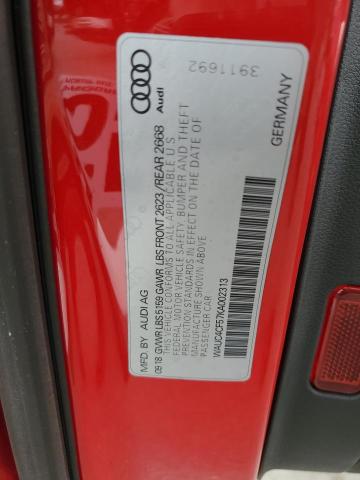 MFD. BY AUDI AG
09 18 GVWR LBS 5159 GAWR LBS FRONT 2623 / REAR 2668
THIS VEHICLE CONFORMS TO ALL APPLICABLE U.S
FEDERAL MOTOR VEHICLE SAFETY, BUMPER AND THEFT
PREVENTION STANDARDS IN EFFECT ON THE DATE OF
MANUFACTURE SHOWN ABOVE
PASSENGER CAR
WAUC4CF57KA002313
GERMANY
Audi
3911692